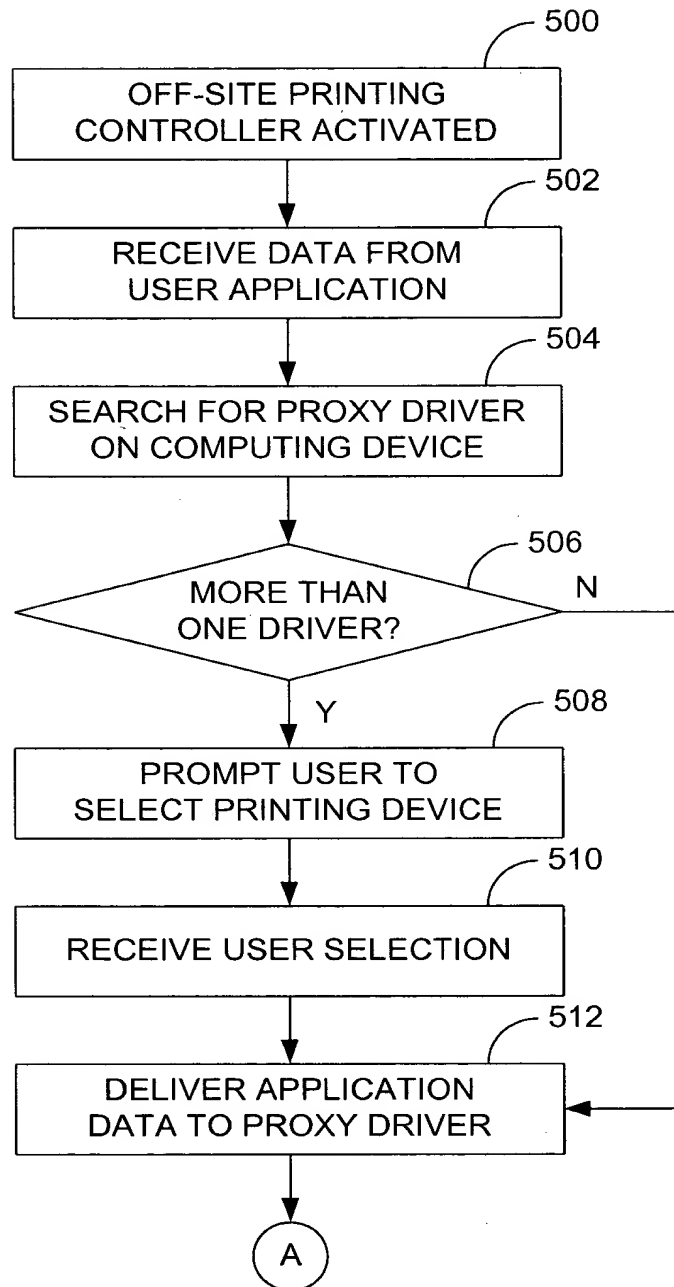 500
OFF-SITE PRINTING
CONTROLLER ACTIVATED
502
RECEIVE DATA FROM
USER APPLICATION
504
SEARCH FOR PROXY DRIVER
ON COMPUTING DEVICE
506
MORE THAN
ONE DRIVER?
N
Y
508
PROMPT USER TO
SELECT PRINTING DEVICE
510
RECEIVE USER SELECTION
512
DELIVER APPLICATION
DATA TO PROXY DRIVER
A